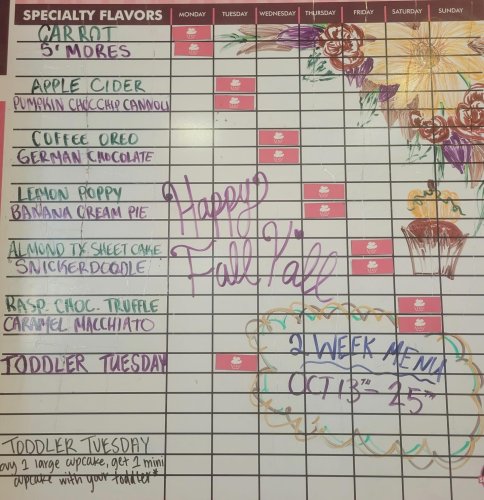 SPECIALTY FLAVORS MONDAY TUESDAY WEDNESDAY THURSDAY FRIDAY SATURDAY SUNDAY
CARROT
S'MORES
APPLE CIDER
PUMPKIN CHOC CHIP CANNOLI
COFFEE OREO
GERMAN CHOCOLATE
LEMON POPPY
BANANA CREAM PIE
Happy
ALMOND TX SHEET CAKE
SNICKERDOODLE
Fall Y'all
RASP. CHOC. TRUFFLE
CARAMEL MACCHIATO
2 WEEK MENU
TODDLER TUESDAY
OCT 13TH - 25TH
TODDLER TUESDAY
buy 1 large cupcake, get 1 mini
cupcake with your toddler*